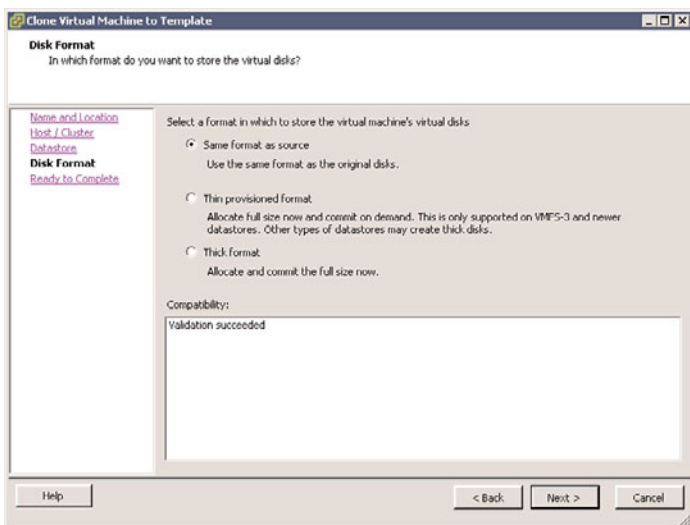 Clone Virtual Machine to Template
Disk Format
In which format do you want to store the virtual disks?
Name and Location
Host / Cluster
Datastore
Disk Format
Ready to Complete
Select a format in which to store the virtual machine's virtual disks
Same format as source
Use the same format as the original disks.
Thin provisioned format
Allocate full size now and commit on demand. This is only supported on VMFS-3 and newer
datastores. Other types of datastores may create thick disks.
Thick format
Allocate and commit the full size now.
Compatibility:
Validation succeeded
Help
< Back
Next >
Cancel